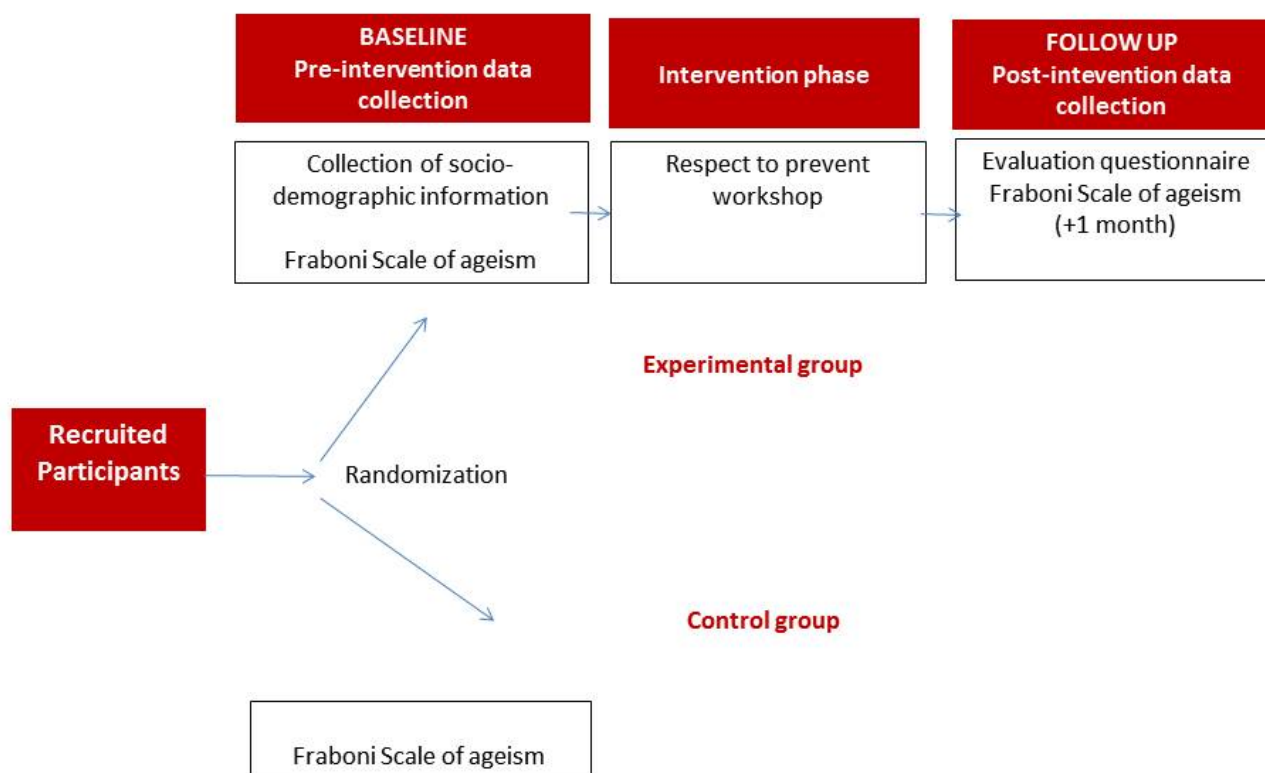 BASELINE
Pre-intervention data
collection
Intervention phase
FOLLOW UP
Post-intevention data
collection
Collection of socio-
demographic information
Fraboni Scale of ageism
Respect to prevent
workshop
Evaluation questionnaire
Fraboni Scale of ageism
(+1 month)
Experimental group
Recruited
Participants
Randomization
Control group
Fraboni Scale of ageism